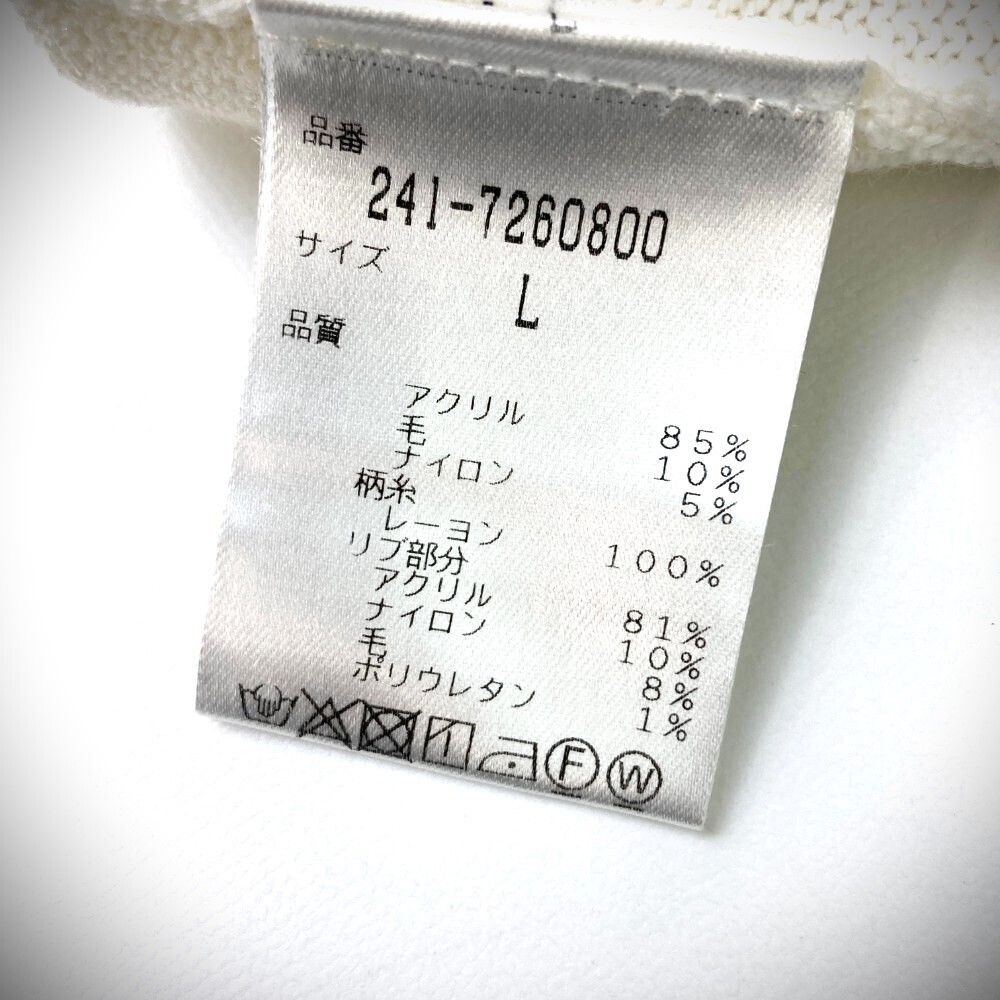 L
品番
241-7260800
サイズ
L
品質
アクリル 85%
毛 10%
ナイロン 5%
柄糸
レーヨン 100%
リブ部分
アクリル 81%
ナイロン 10%
毛 8%
ポリウレタン 1%
F W